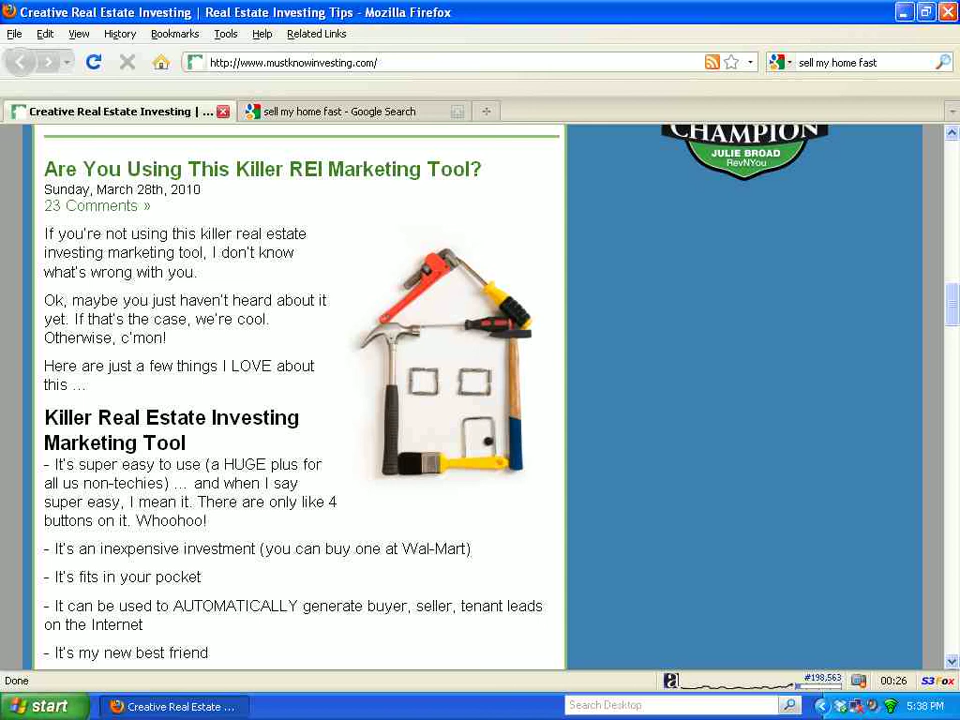 Creative Real Estate Investing | Real Estate Investing Tips - Mozilla Firefox
File Edit View History Bookmarks Tools Help Related Links
http://www.mustknowinvesting.com/
sell my home fast
Creative Real Estate Investing | ...
sell my home fast - Google Search
CHAMPION
JULIE BROAD
RevNYou
Are You Using This Killer REI Marketing Tool?
Sunday, March 28th, 2010
23 Comments »
If you're not using this killer real estate
investing marketing tool, I don't know
what's wrong with you.
Ok, maybe you just haven't heard about it
yet. If that's the case, we're cool.
Otherwise, c'mon!
Here are just a few things I LOVE about
this ...
Killer Real Estate Investing
Marketing Tool
- It's super easy to use (a HUGE plus for
all us non-techies) ... and when I say
super easy, I mean it. There are only like 4
buttons on it. Whoohoo!
- It's an inexpensive investment (you can buy one at Wal-Mart)
- It's fits in your pocket
- It can be used to AUTOMATICALLY generate buyer, seller, tenant leads
on the Internet
- It's my new best friend
Done
a
#198,563
00:26
S3Fox
start
Creative Real Estate ...
Search Desktop
5:38 PM